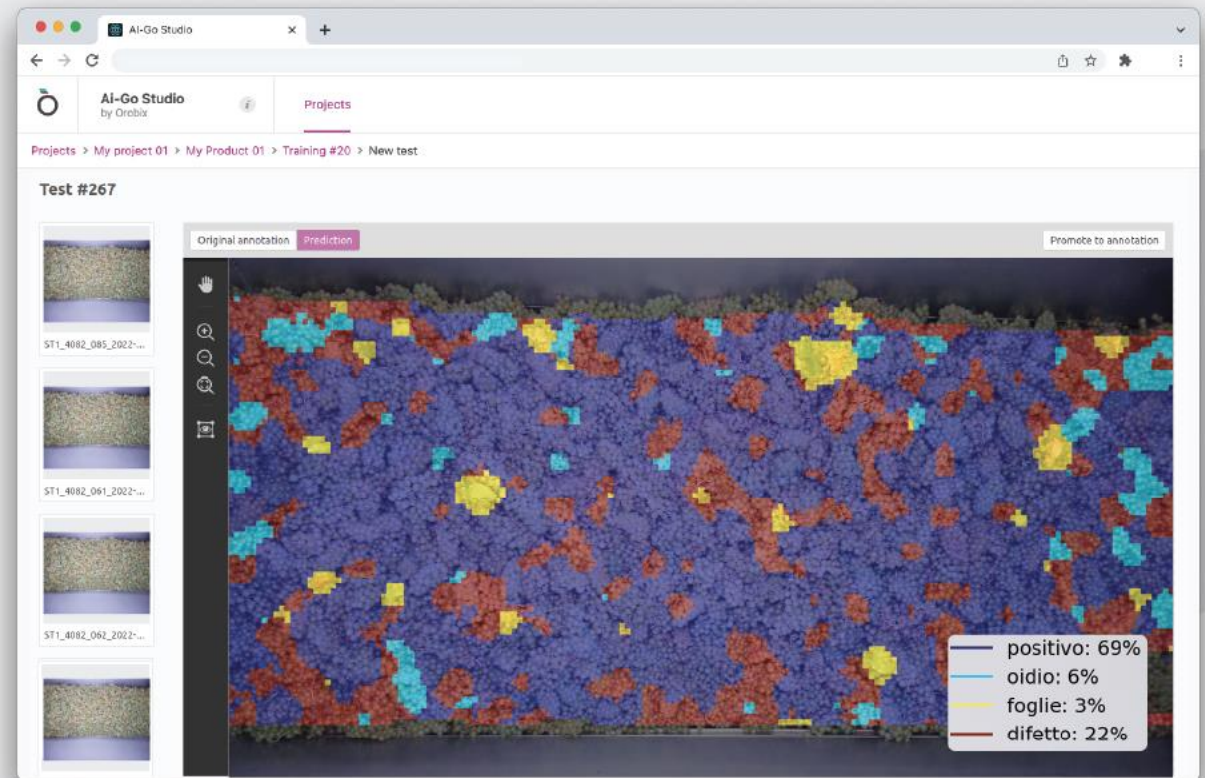 Ai-Go Studio
Ai-Go Studio
by Orobix
i
Projects
Projects > My project 01 > My Product 01 > Training #20 > New test
Test #267
Original annotation Prediction Promote to annotation
ST1_4082_085_2022-...
ST1_4082_061_2022-...
ST1_4082_062_2022-...
positivo: 69%
oidio: 6%
foglie: 3%
difetto: 22%